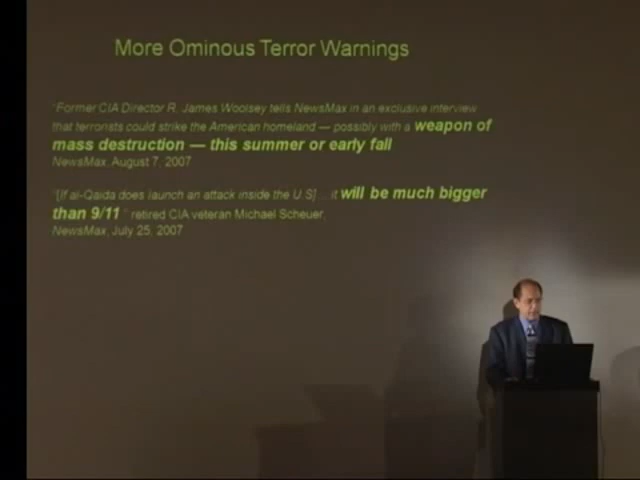 More Ominous Terror Warnings
"Former CIA Director R. James Woolsey tells NewsMax in an exclusive interview
that terrorists could strike the American homeland — possibly with a weapon of
mass destruction — this summer or early fall
NewsMax, August 7, 2007
"[If al-Qaida does launch an attack inside the U.S] ... it will be much bigger
than 9/11." retired CIA veteran Michael Scheuer,
NewsMax, July 25, 2007